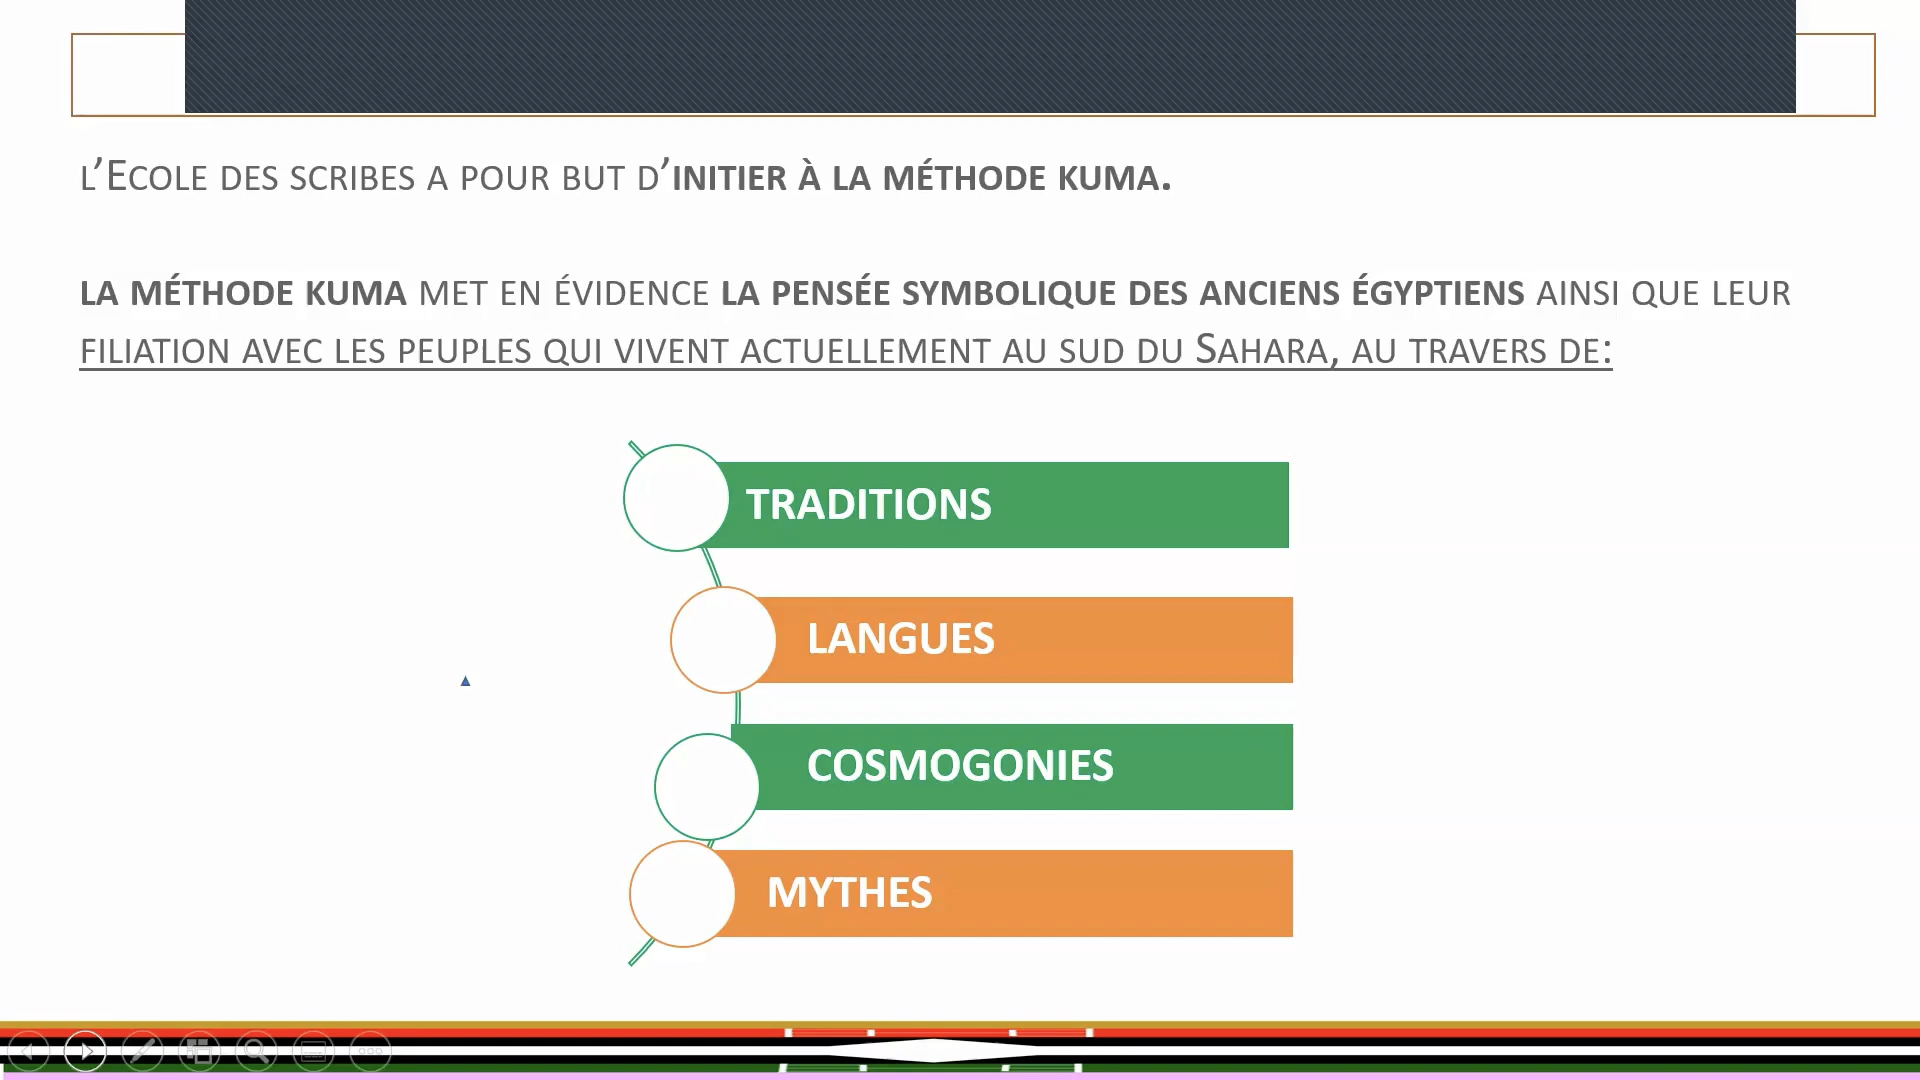 L’ECOLE DES SCRIBES A POUR BUT D’INITIER À LA MÉTHODE KUMA.
LA MÉTHODE KUMA MET EN ÉVIDENCE LA PENSÉE SYMBOLIQUE DES ANCIENS ÉGYPTIENS AINSI QUE LEUR
FILIATION AVEC LES PEUPLES QUI VIVENT ACTUELLEMENT AU SUD DU SAHARA, AU TRAVERS DE:
TRADITIONS
LANGUES
COSMOGONIES
MYTHES